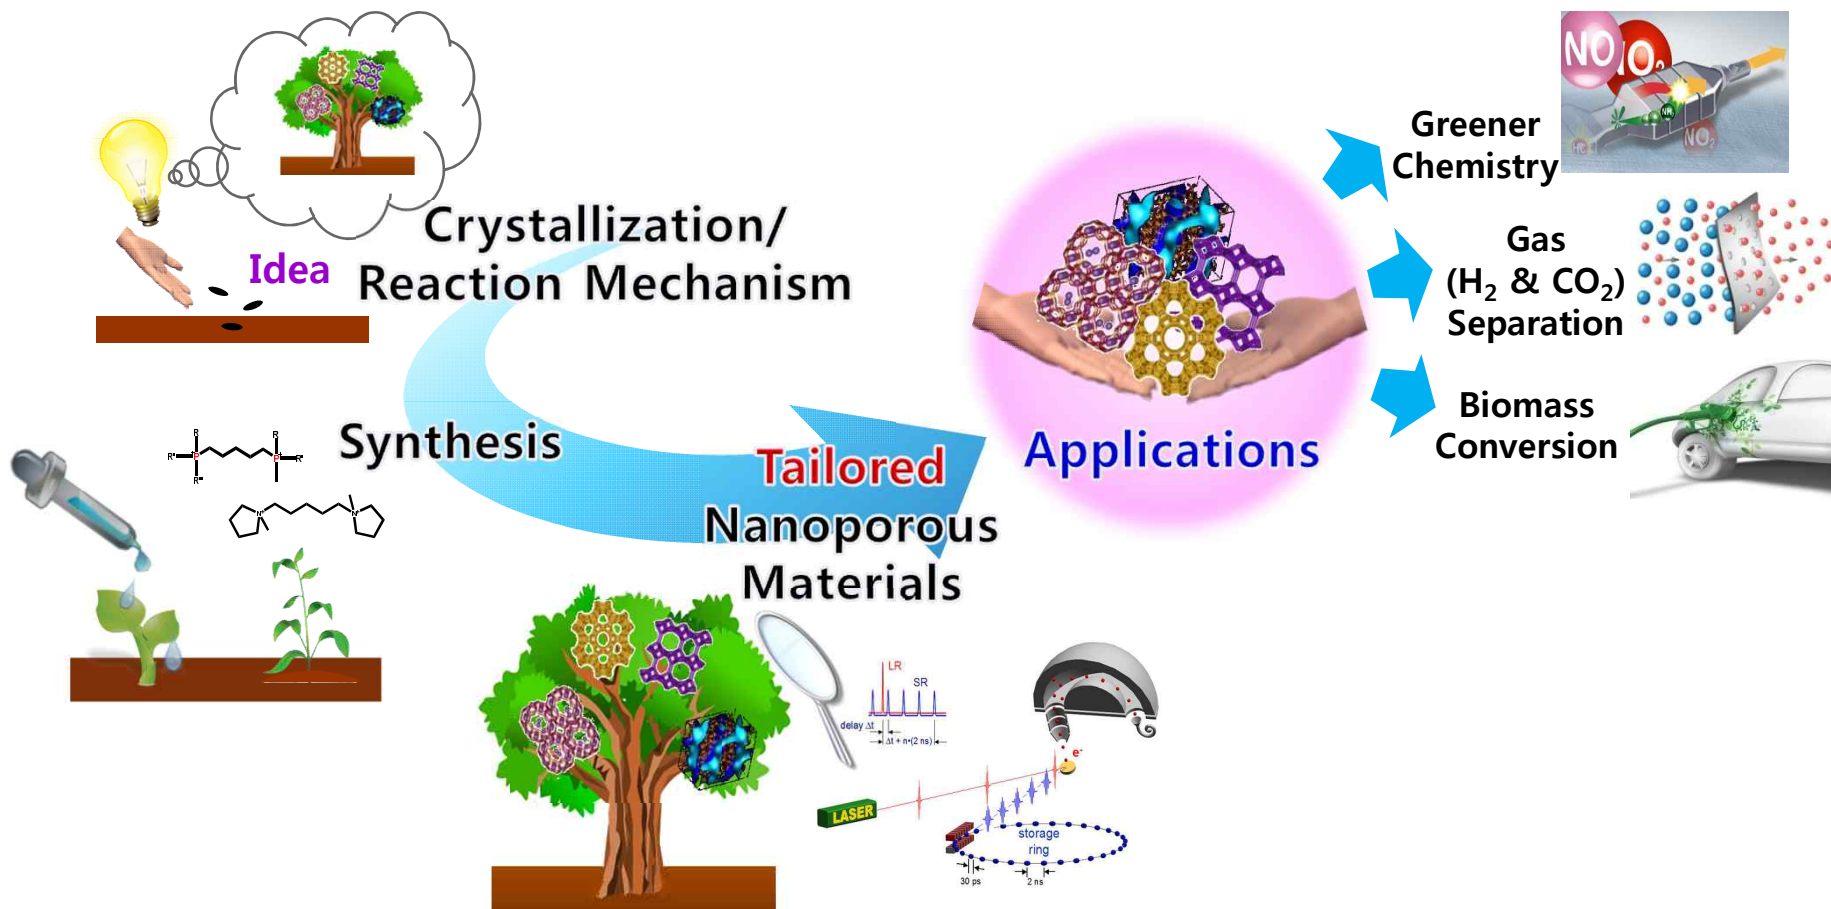 Idea
Crystallization/
Reaction Mechanism
Synthesis
R
R
R'
P+
P+
R'
R''
N+
N+
Tailored
Nanoporous
Materials
LR
SR
delay Δt
Δt + n•(2 ns)
e-
LASER
storage
ring
30 ps
2 ns
Applications
Greener
Chemistry
NO
NO2
NO2
Gas
(H2 & CO2)
Separation
Biomass
Conversion